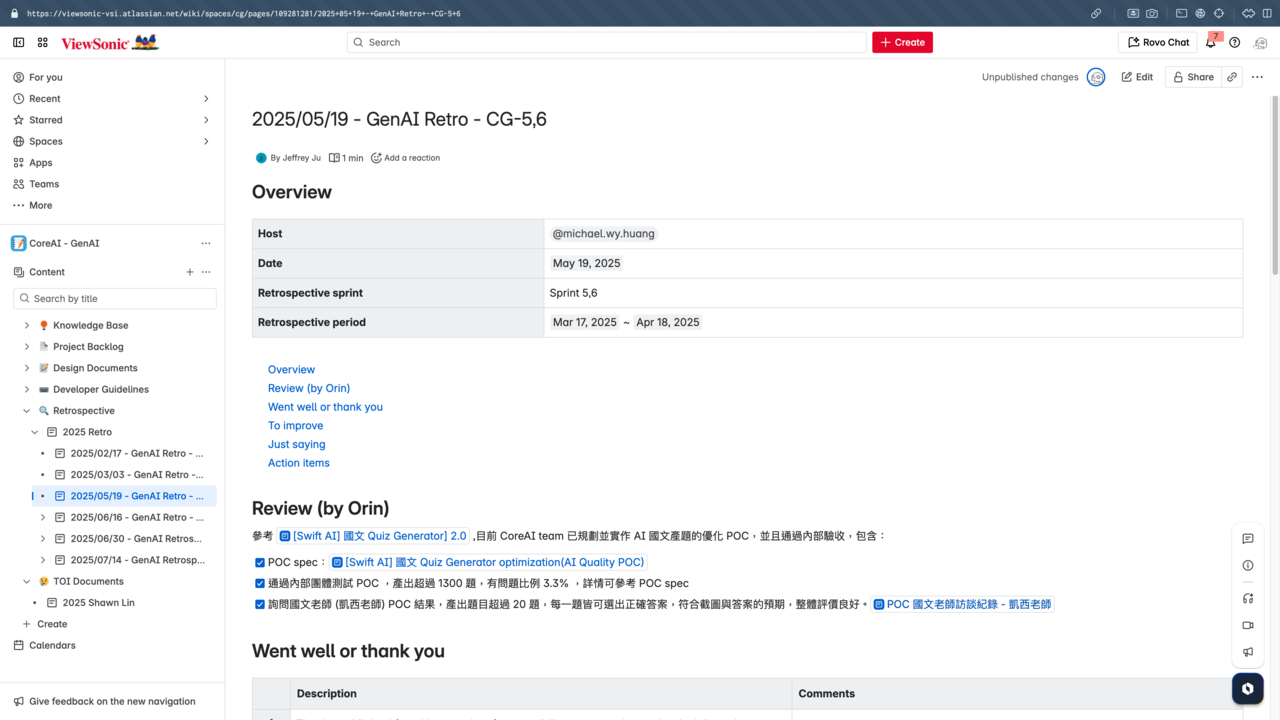 https://viewsonic-vsi.atlassian.net/wiki/spaces/cg/pages/109281281/2025+05+19+-+GenAI+Retro+-+CG-5+6
ViewSonic
Search
Create
Rovo Chat
7
For you
Recent
Starred
Spaces
Apps
Teams
More
CoreAI - GenAI
Content
Search by title
Knowledge Base
Project Backlog
Design Documents
Developer Guidelines
Retrospective
2025 Retro
2025/02/17 - GenAI Retro - ...
2025/03/03 - GenAI Retro -...
2025/05/19 - GenAI Retro - ...
2025/06/16 - GenAI Retro - ...
2025/06/30 - GenAI Retros...
2025/07/14 - GenAI Retrosp...
TOI Documents
2025 Shawn Lin
Create
Calendars
Give feedback on the new navigation
Unpublished changes
Edit
Share
2025/05/19 - GenAI Retro - CG-5,6
By Jeffrey Ju 1 min Add a reaction
Overview
Host @michael.wy.huang
Date May 19, 2025
Retrospective sprint Sprint 5,6
Retrospective period Mar 17, 2025 ~ Apr 18, 2025
Overview
Review (by Orin)
Went well or thank you
To improve
Just saying
Action items
Review (by Orin)
參考 [Swift AI] 國文 Quiz Generator] 2.0 ,目前 CoreAI team 已規劃並實作 AI 國文產題的優化 POC，並且通過內部驗收，包含：
POC spec： [Swift AI] 國文 Quiz Generator optimization(AI Quality POC)
通過內部團體測試 POC ，產出超過 1300 題，有問題比例 3.3% ，詳情可參考 POC spec
詢問國文老師 (凱西老師) POC 結果，產出題目超過 20 題，每一題皆可選出正確答案，符合截圖與答案的預期，整體評價良好。 POC 國文老師訪談紀錄 - 凱西老師
Went well or thank you
Description Comments